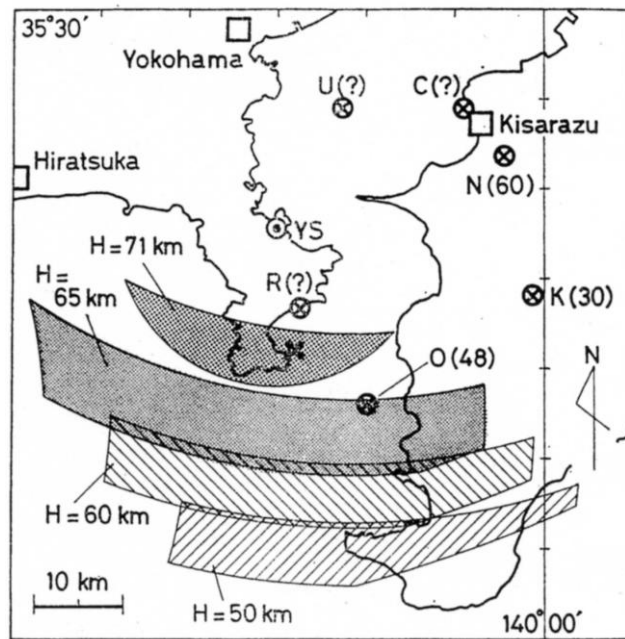 35°30'
Yokohama
U(?)
C(?)
Kisarazu
Hiratsuka
N(60)
YS
H=71 km
R(?)
H=
65 km
K(30)
O(48)
N
H=60 km
10 km
H=50 km
140°00'